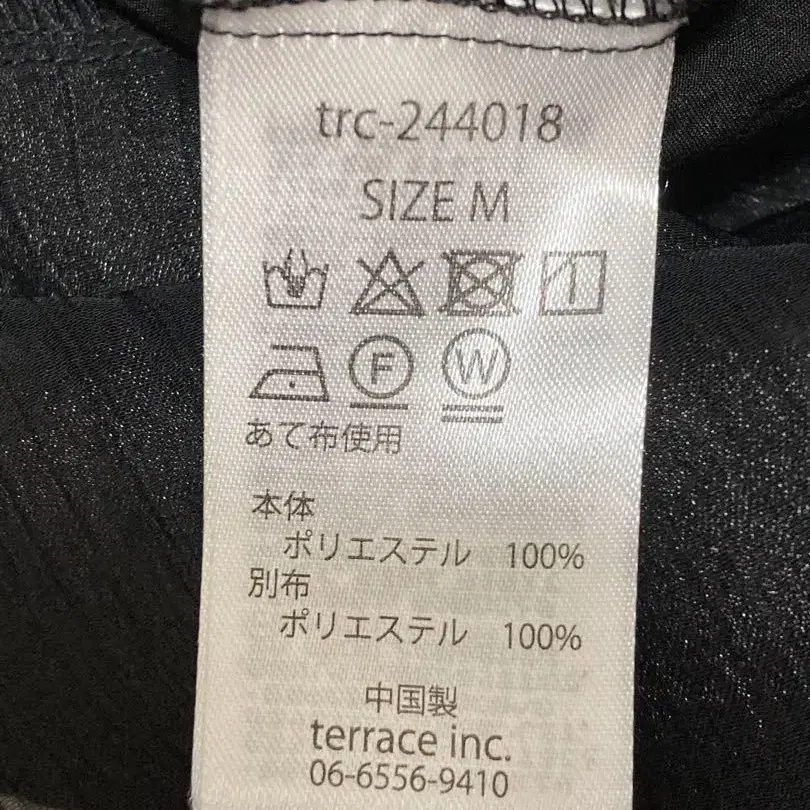 trc-244018
SIZE M
F W
あて布使用
本体
ポリエステル 100%
別布
ポリエステル 100%
中国製
terrace inc.
06-6556-9410